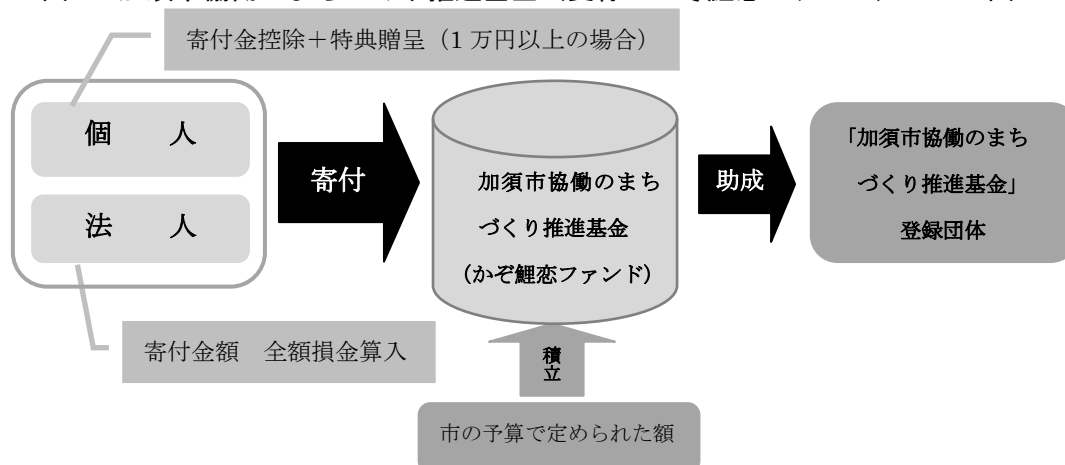 寄付金控除＋特典贈呈（1 万円以上の場合）
個　　人
法　　人
寄付
加須市協働のまち
づくり推進基金
（かぞ鯉恋ファンド）
助成
「加須市協働のまち
づくり推進基金」
登録団体
寄付金額　全額損金算入
積
立
市の予算で定められた額